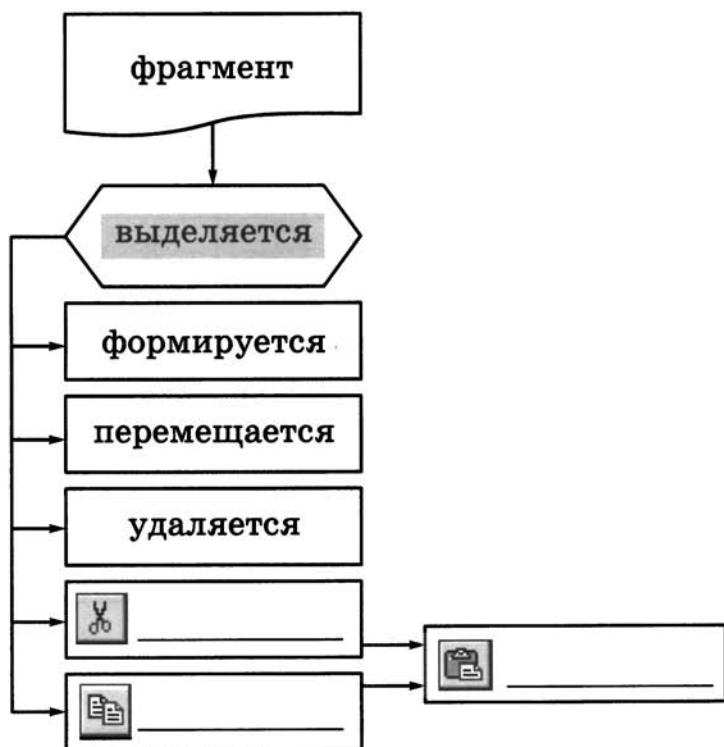 фрагмент
выделяется
формируется
перемещается
удаляется